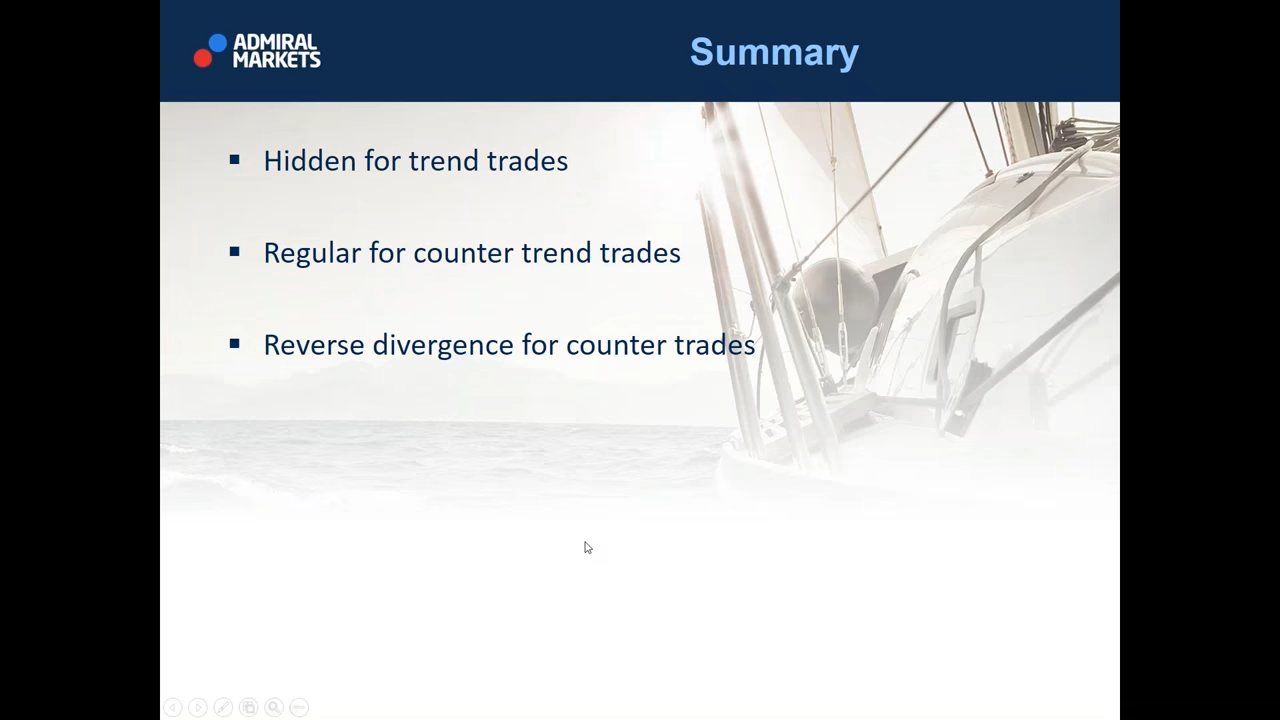 ADMIRAL
MARKETS
Summary
Hidden for trend trades
Regular for counter trend trades
Reverse divergence for counter trades